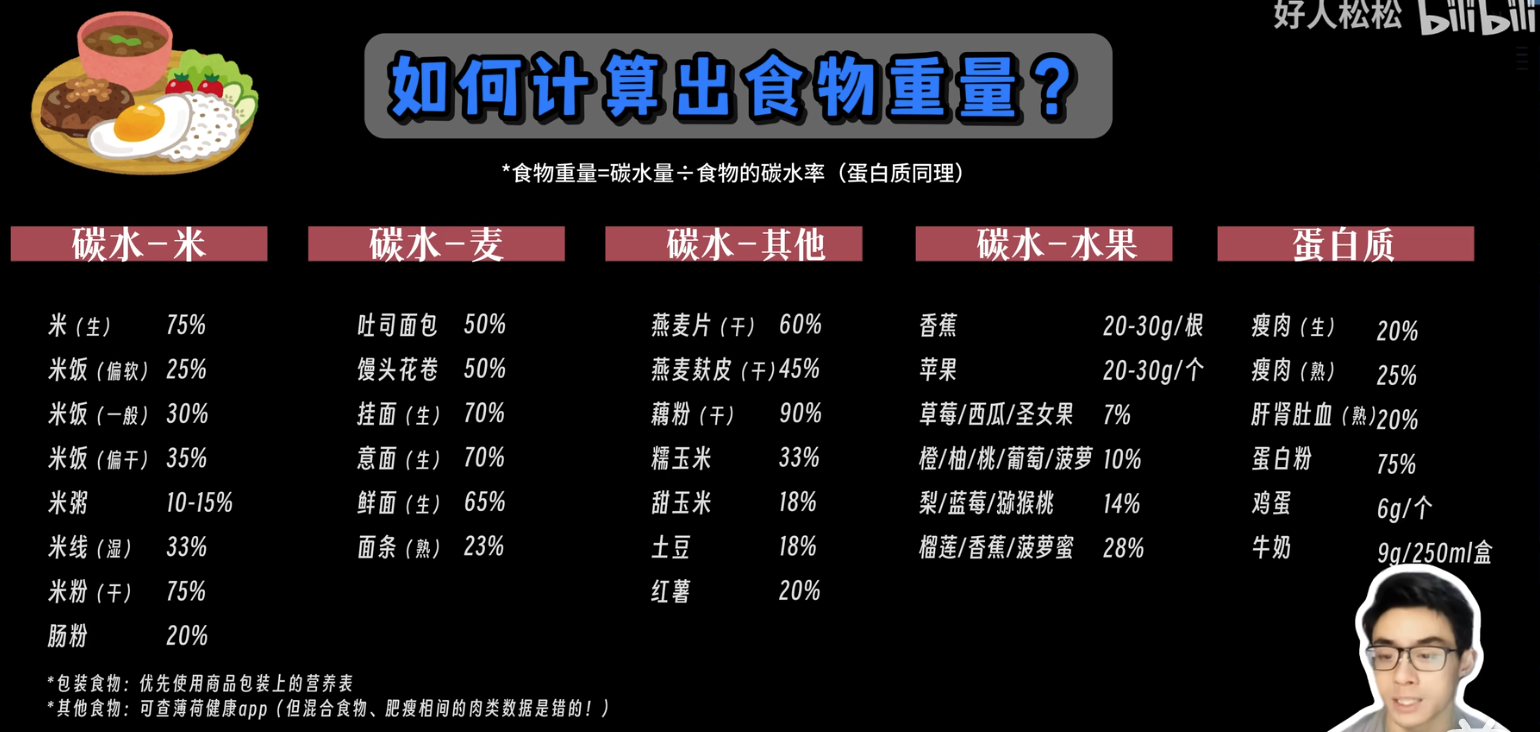 好人松松 bilibili
如何计算出食物重量？
*食物重量=碳水量÷食物的碳水率（蛋白质同理）
碳水-米
米（生） 75%
米饭（偏软） 25%
米饭（一般） 30%
米饭（偏干） 35%
米粥 10-15%
米线（湿） 33%
米粉（干） 75%
肠粉 20%
碳水-麦
吐司面包 50%
馒头花卷 50%
挂面（生） 70%
意面（生） 70%
鲜面（生） 65%
面条（熟） 23%
碳水-其他
燕麦片（干） 60%
燕麦麸皮（干）45%
藕粉（干） 90%
糯玉米 33%
甜玉米 18%
土豆 18%
红薯 20%
碳水-水果
香蕉 20-30g/根
苹果 20-30g/个
草莓/西瓜/圣女果 7%
橙/柚/桃/葡萄/菠萝 10%
梨/蓝莓/猕猴桃 14%
榴莲/香蕉/菠萝蜜 28%
蛋白质
瘦肉（生） 20%
瘦肉（熟） 25%
肝肾肚血（熟）20%
蛋白粉 75%
鸡蛋 6g/个
牛奶 9g/250ml盒
*包装食物：优先使用商品包装上的营养表
*其他食物：可查薄荷健康app（但混合食物、肥瘦相间的肉类数据是错的！）